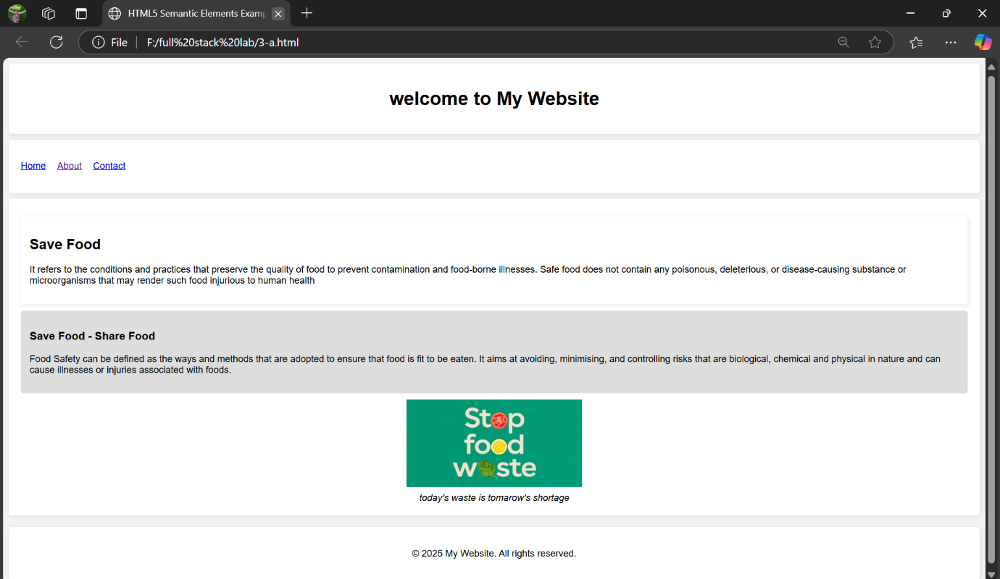 HTML5 Semantic Elements Examp
File
F:/full%20stack%20lab/3-a.html
welcome to My Website
Home About Contact
Save Food
It refers to the conditions and practices that preserve the quality of food to prevent contamination and food-borne illnesses. Safe food does not contain any poisonous, deleterious, or disease-causing substance or
microorganisms that may render such food injurious to human health
Save Food - Share Food
Food Safety can be defined as the ways and methods that are adopted to ensure that food is fit to be eaten. It aims at avoiding, minimising, and controlling risks that are biological, chemical and physical in nature and can
cause illnesses or injuries associated with foods.
Stop
food
waste
today's waste is tomarow's shortage
© 2025 My Website. All rights reserved.